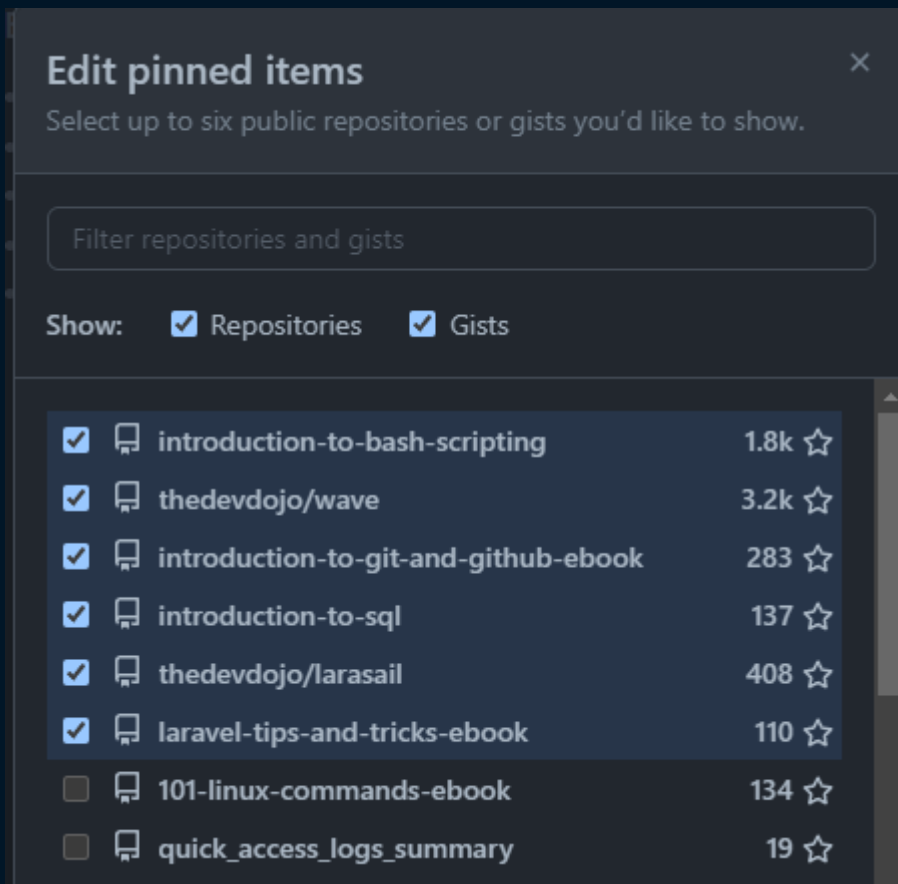 Edit pinned items
Select up to six public repositories or gists you'd like to show.
Filter repositories and gists
Show: Repositories Gists
introduction-to-bash-scripting 1.8k
thedevdojo/wave 3.2k
introduction-to-git-and-github-ebook 283
introduction-to-sql 137
thedevdojo/larasail 408
laravel-tips-and-tricks-ebook 110
101-linux-commands-ebook 134
quick_access_logs_summary 19